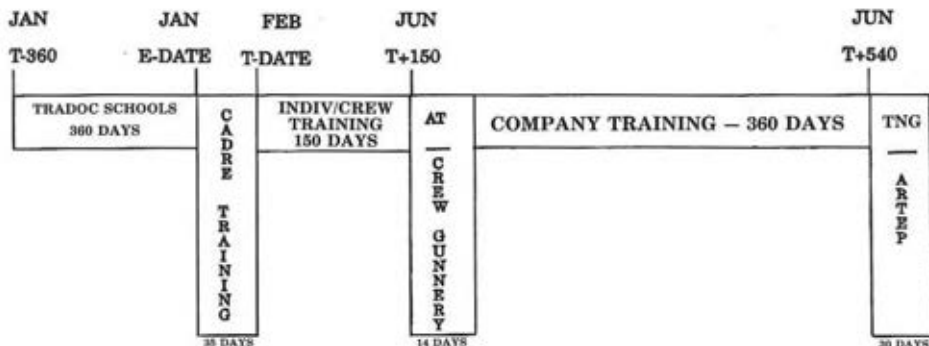 JAN JAN FEB JUN JUN
T-360 E-DATE T-DATE T+150 T+540
TRADOC SCHOOLS
360 DAYS
CADRE TRAINING
35 DAYS
INDIV/CREW
TRAINING
150 DAYS
AT
CREW GUNNERY
14 DAYS
COMPANY TRAINING – 360 DAYS
TNG
ARTEP
20 DAYS